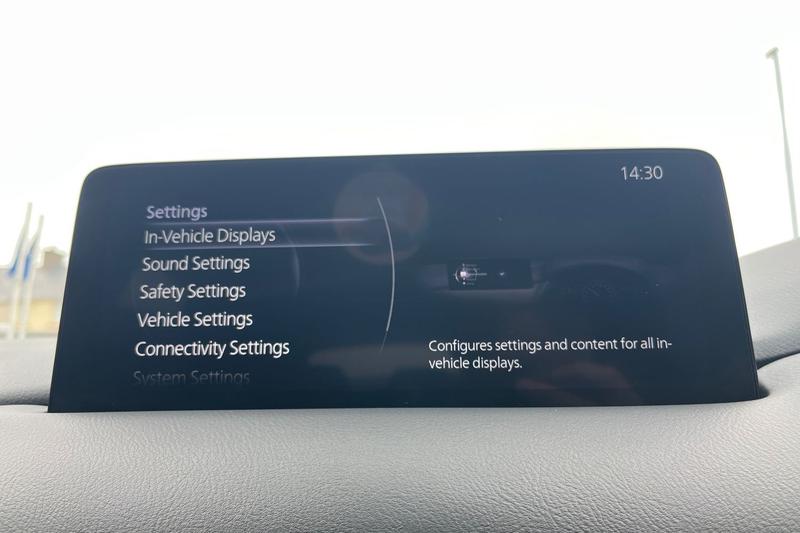 14:30
Settings
In-Vehicle Displays
Sound Settings
Safety Settings
Vehicle Settings
Connectivity Settings
System Settings
Configures settings and content for all in-
vehicle displays.